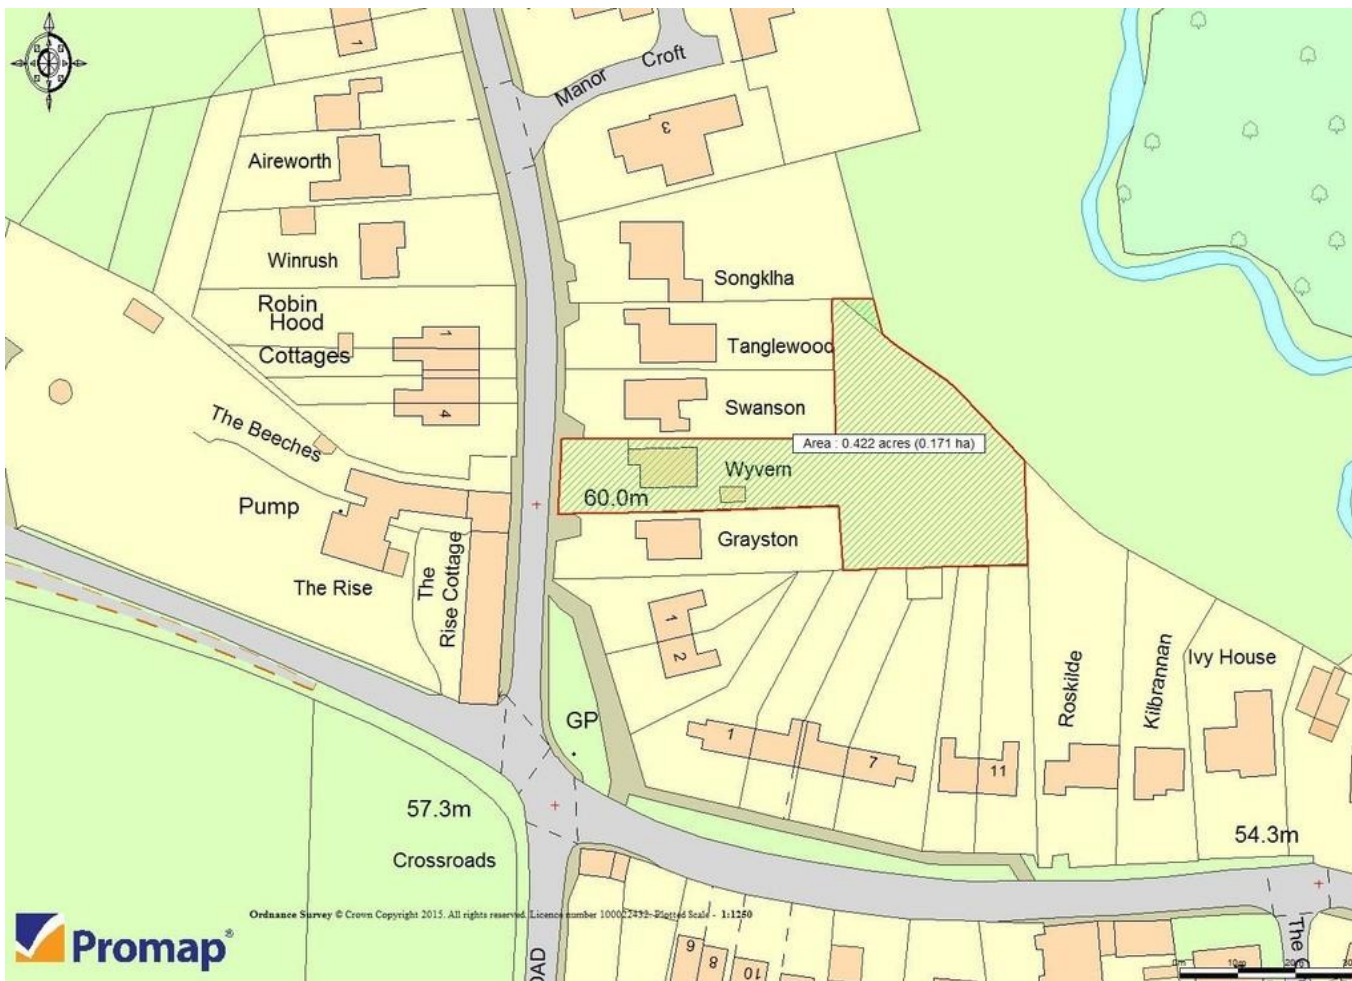 1
Manor Croft
3
Aireworth
Winrush
Songklha
Robin
Hood
Cottages
1
4
Tanglewood
Swanson
The Beeches
Area : 0.422 acres (0.171 ha)
Wyvern
60.0m
Pump
Grayston
The Rise
The
Rise Cottage
1
2
Ivy House
Kilbrannan
Roskilde
GP
1
7
11
57.3m
54.3m
Crossroads
Ordnance Survey © Crown Copyright 2015. All rights reserved. Licence number 100022432. Plotted Scale - 1:1250
Promap®
6
8
10
OAD
The
0m 10m 20m